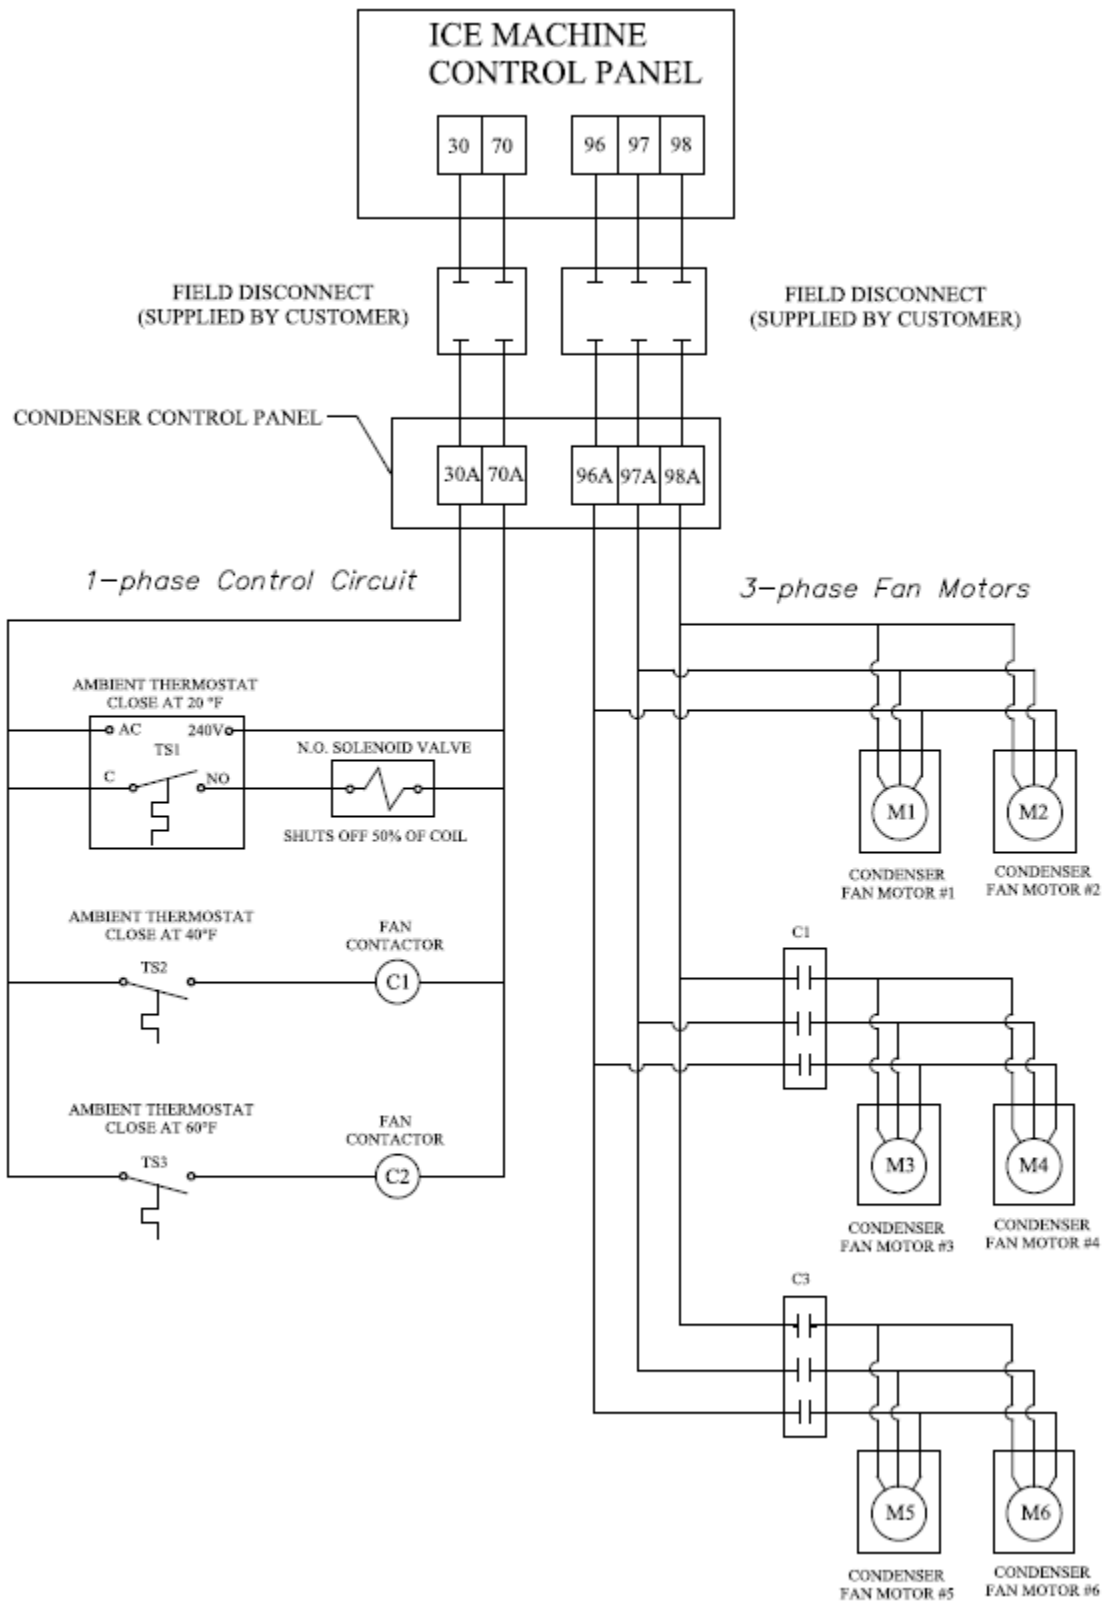 ICE MACHINE
CONTROL PANEL
30 70 96 97 98
FIELD DISCONNECT
(SUPPLIED BY CUSTOMER)
FIELD DISCONNECT
(SUPPLIED BY CUSTOMER)
CONDENSER CONTROL PANEL
30A 70A 96A 97A 98A
1-phase Control Circuit
3-phase Fan Motors
AMBIENT THERMOSTAT
CLOSE AT 20 °F
AC 240V
TS1
C NO
N.O. SOLENOID VALVE
SHUTS OFF 50% OF COIL
M1
CONDENSER
FAN MOTOR #1
M2
CONDENSER
FAN MOTOR #2
AMBIENT THERMOSTAT
CLOSE AT 40°F
TS2
FAN
CONTACTOR
C1
C1
M3
CONDENSER
FAN MOTOR #3
M4
CONDENSER
FAN MOTOR #4
AMBIENT THERMOSTAT
CLOSE AT 60°F
TS3
FAN
CONTACTOR
C2
C3
M5
CONDENSER
FAN MOTOR #5
M6
CONDENSER
FAN MOTOR #6